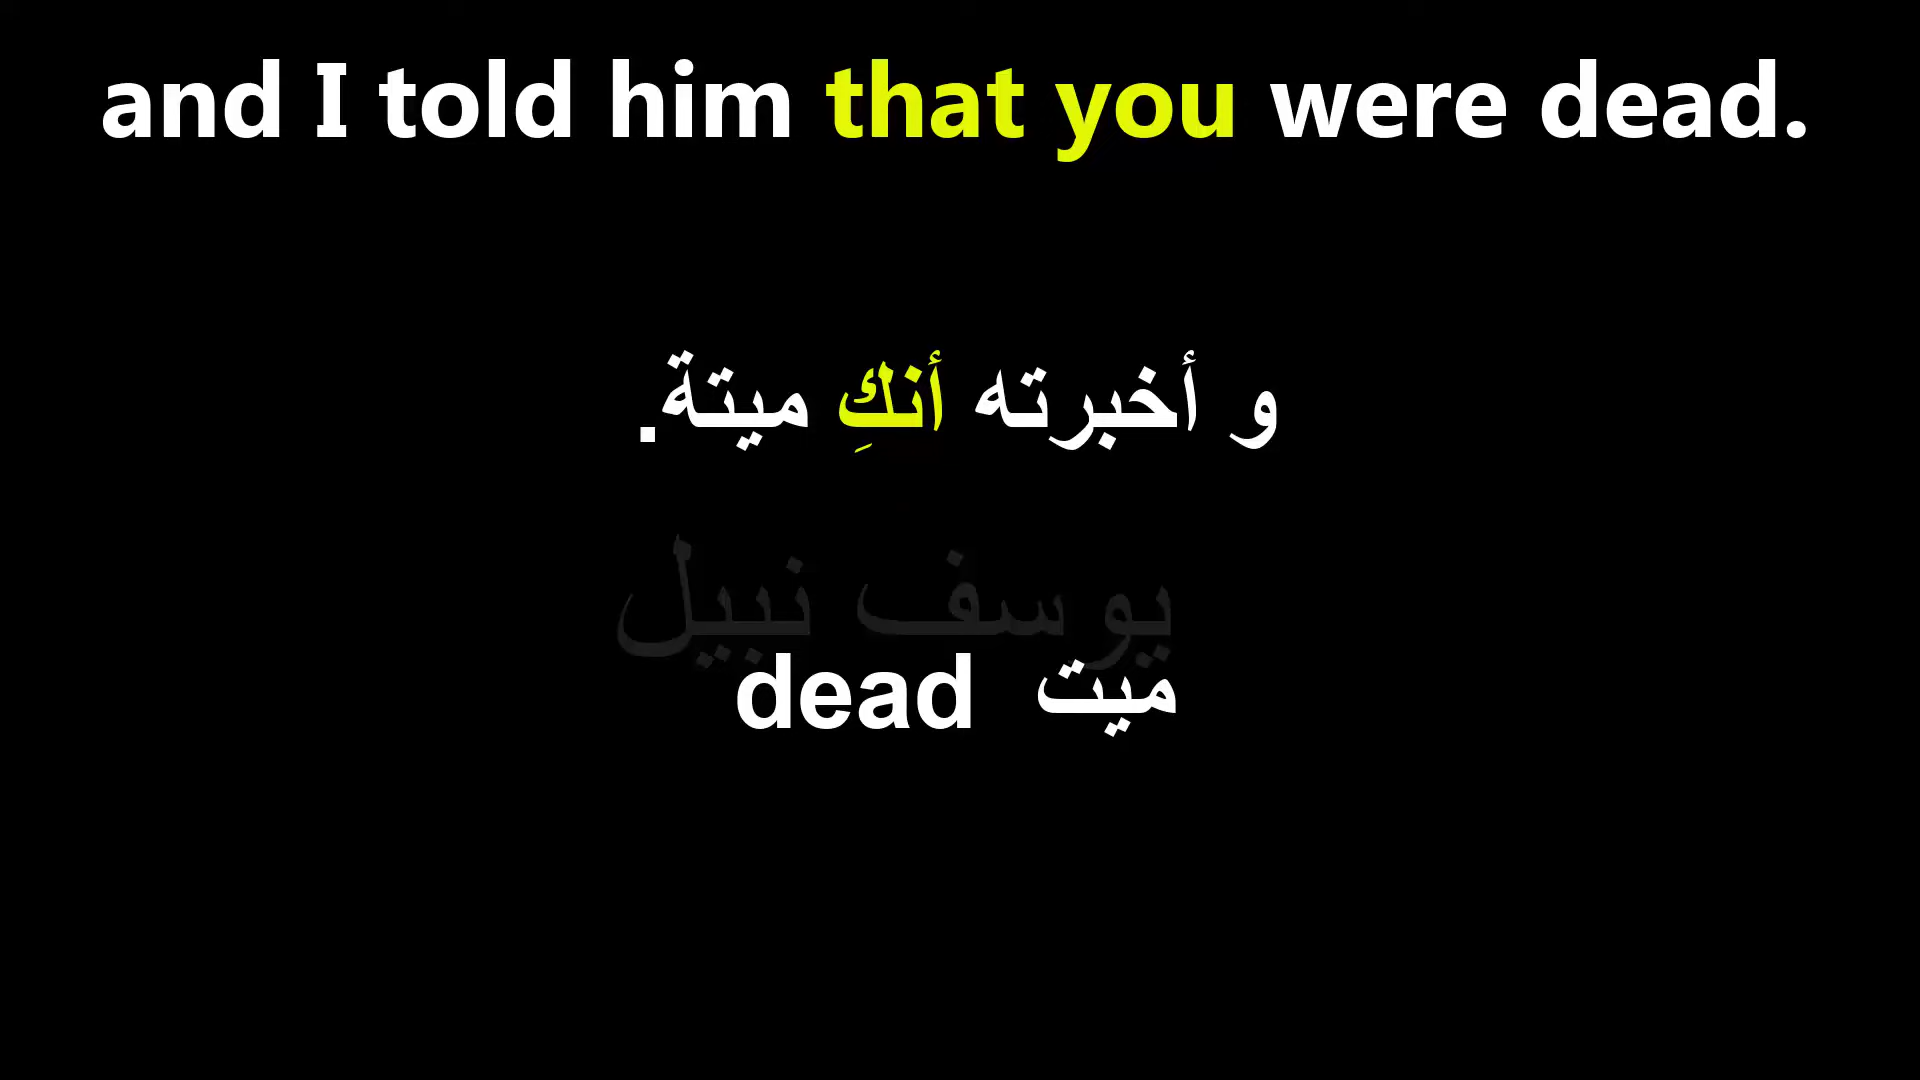 and I told him that you were dead.
و أخبرته أنكِ ميتة.
يوسف نبيل
ميت dead